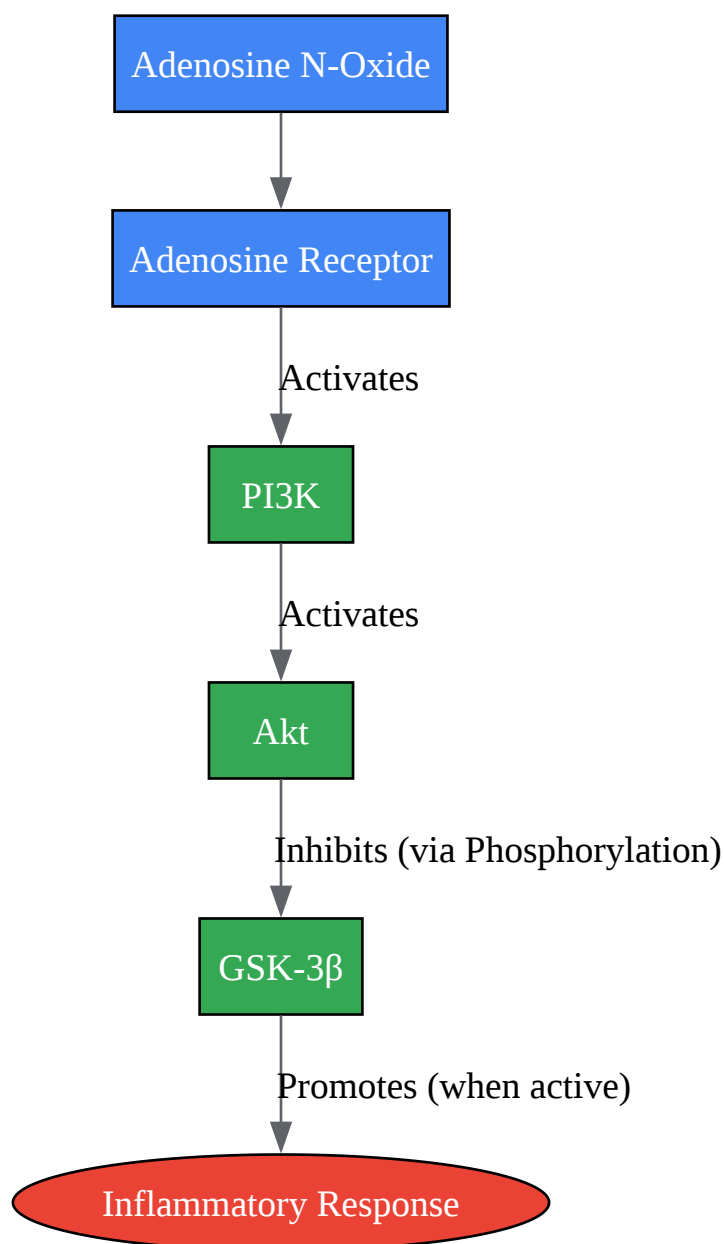 Adenosine N-Oxide
Adenosine Receptor
Activates
PI3K
Activates
Akt
Inhibits (via Phosphorylation)
GSK-3β
Promotes (when active)
Inflammatory Response